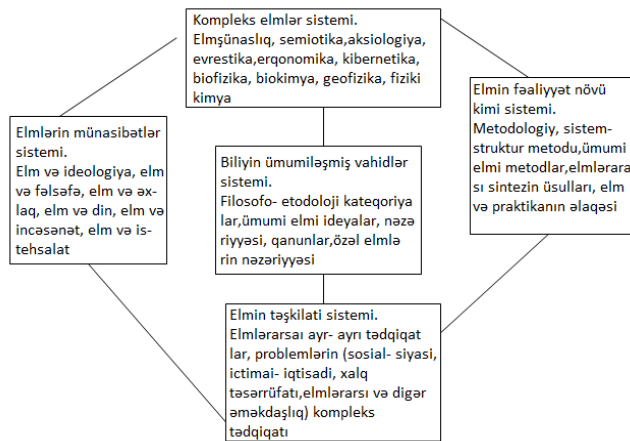 Kompleks elmlər sistemi.
Elmşünaslıq, semiotika,aksiologiya,
evrestika,erqonomika, kibernetika,
biofizika, biokimya, geofizika, fiziki
kimya
Elmlərin münasibətlər
sistemi.
Elm və ideologiya, elm
və fəlsəfə, elm və əx-
laq, elm və din, elm və
incəsənət, elm və is-
tehsalat
Biliyin ümumiləşmiş vahidlər
sistemi.
Filosofo- etodoloji kateqoriya
lar,ümumi elmi ideyalar, nəzə
riyyəsi, qanunlar,özəl elmlə
rin nəzəriyyəsi
Elmin fəaliyyət növü
kimi sistemi.
Metodologiy, sistem-
struktur metodu,ümumi
elmi metodlar,elmlərara
sı sintezin üsulları, elm
və praktikanın əlaqəsi
Elmin təşkilati sistemi.
Elmlərarsaı ayr- ayrı tədqiqat
lar, problemlərin (sosial- siyasi,
ictimai- iqtisadi, xalq
təsərrüfatı,elmlərarsı və digər
əməkdaşlıq) kompleks
tədqiqatı